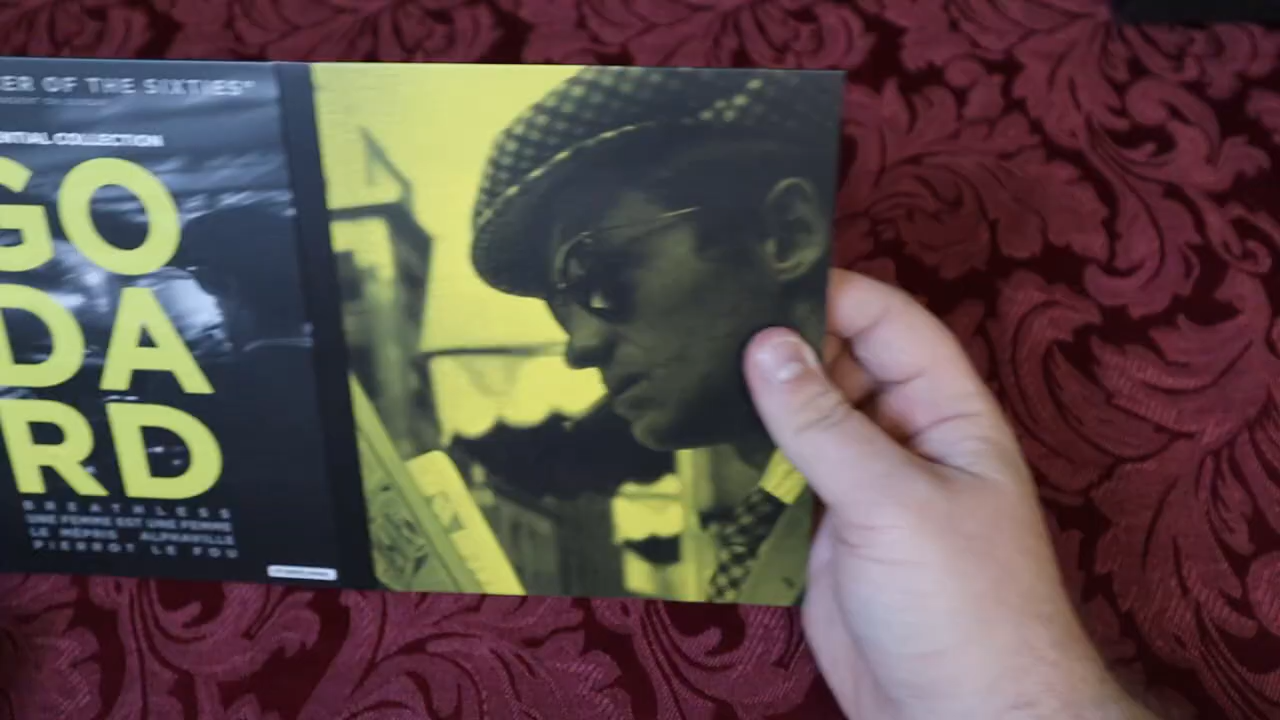 ER OF THE SIXTIES"
ENTIAL COLLECTION
GO
DA
RD
BREATHLESS
UNE FEMME EST UNE FEMME
LE MÉPRIS ALPHAVILLE
PIERROT LE FOU